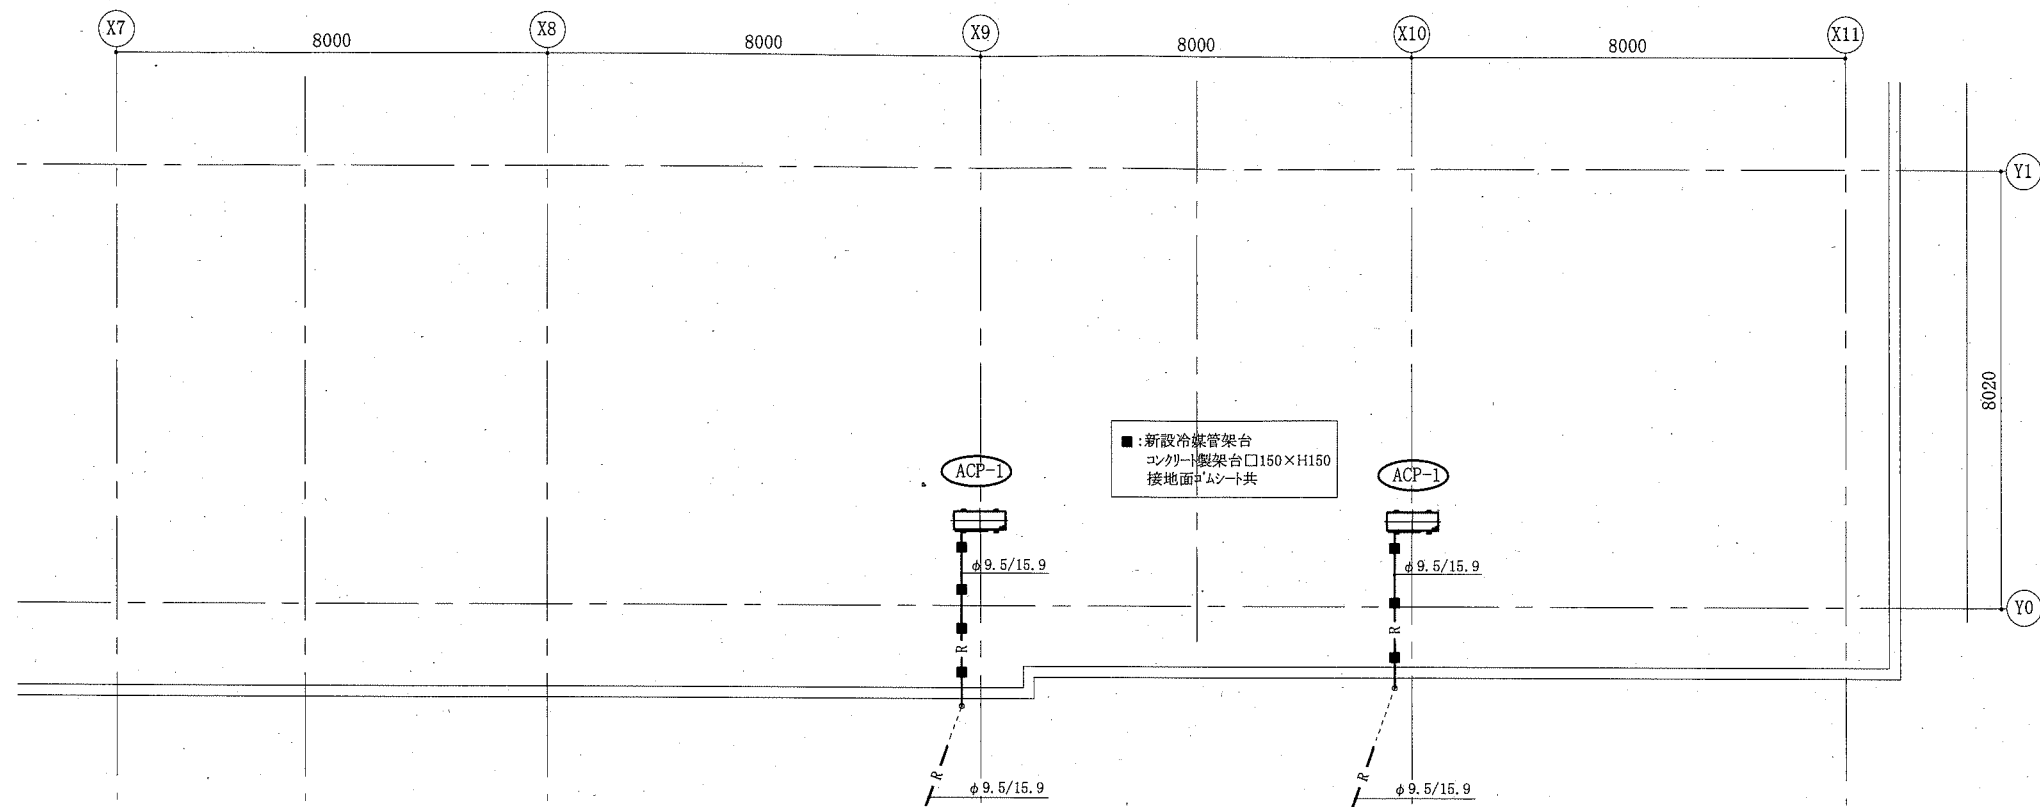 X7
X8
X9
X10
X11
8000
8000
8000
8000
Y1
8020
■:新設冷媒管架台
コンクリート製架台□150×H150
接地面ゴムシート共
ACP-1
ACP-1
φ9.5/15.9
φ9.5/15.9
Y0
R
R
R
R
φ9.5/15.9
φ9.5/15.9